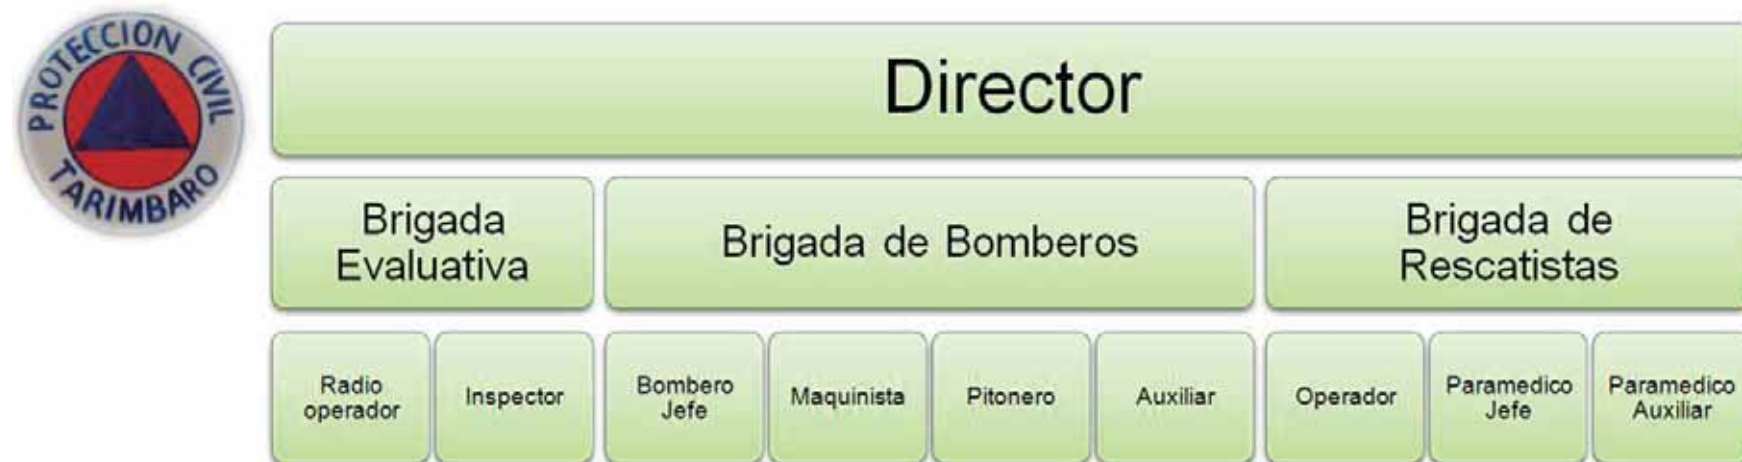 PROTECCION CIVIL
TARIMBARO
Director
Brigada
Evaluativa
Brigada de Bomberos
Brigada de
Rescatistas
Radio
operador
Inspector
Bombero
Jefe
Maquinista
Pitonero
Auxiliar
Operador
Paramedico
Jefe
Paramedico
Auxiliar